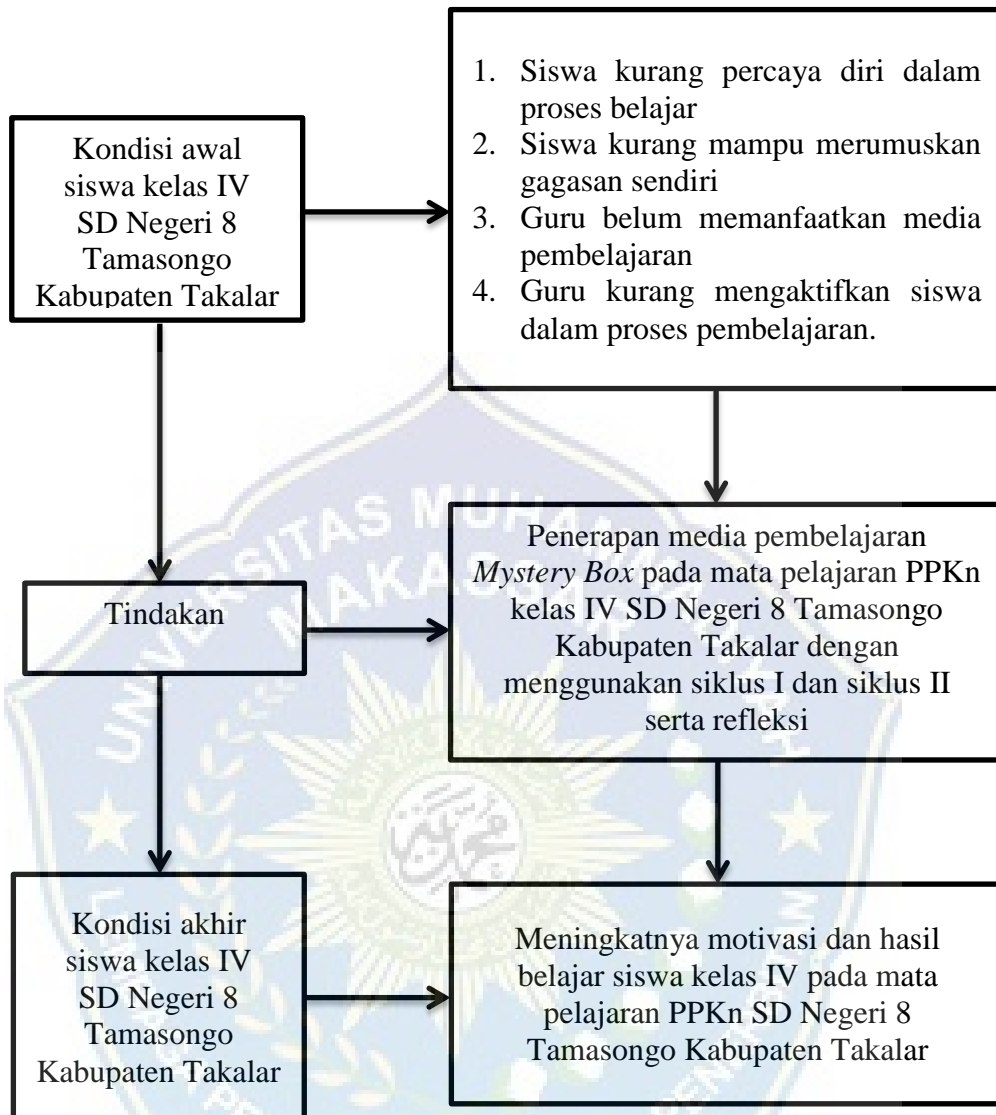 Kondisi awal
siswa kelas IV
SD Negeri 8
Tamasongo
Kabupaten Takalar
1. Siswa kurang percaya diri dalam
proses belajar
2. Siswa kurang mampu merumuskan
gagasan sendiri
3. Guru belum memanfaatkan media
pembelajaran
4. Guru kurang mengaktifkan siswa
dalam proses pembelajaran.
Tindakan
Penerapan media pembelajaran
Mystery Box pada mata pelajaran PPKn
kelas IV SD Negeri 8 Tamasongo
Kabupaten Takalar dengan
menggunakan siklus I dan siklus II
serta refleksi
Kondisi akhir
siswa kelas IV
SD Negeri 8
Tamasongo
Kabupaten Takalar
Meningkatnya motivasi dan hasil
belajar siswa kelas IV pada mata
pelajaran PPKn SD Negeri 8
Tamasongo Kabupaten Takalar
UNIVERSITAS
MAKASSAR